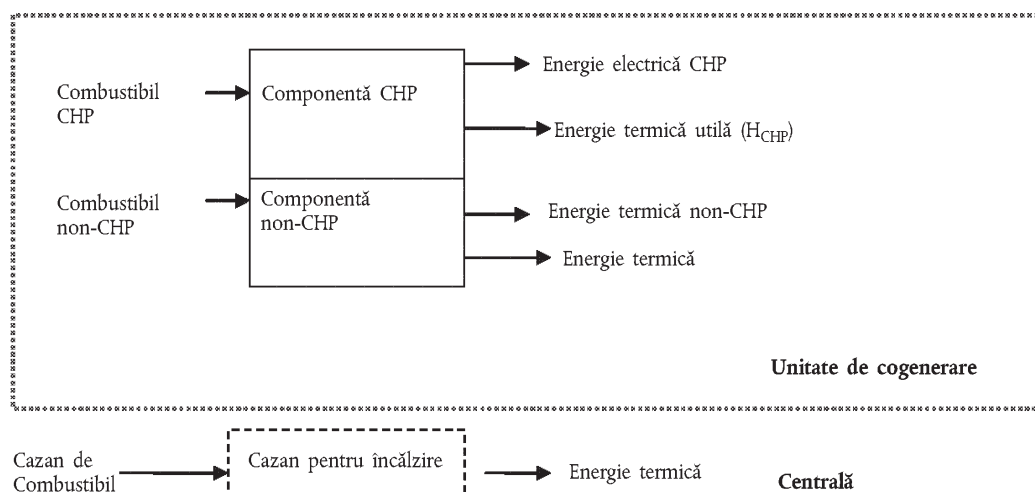 Combustibil
CHP
Componentă CHP
Energie electrică CHP
Energie termică utilă (HCHP)
Combustibil
non-CHP
Componentă
non-CHP
Energie termică non-CHP
Energie termică
Unitate de cogenerare
Cazan de
Combustibil
Cazan pentru încălzire
Energie termică
Centrală